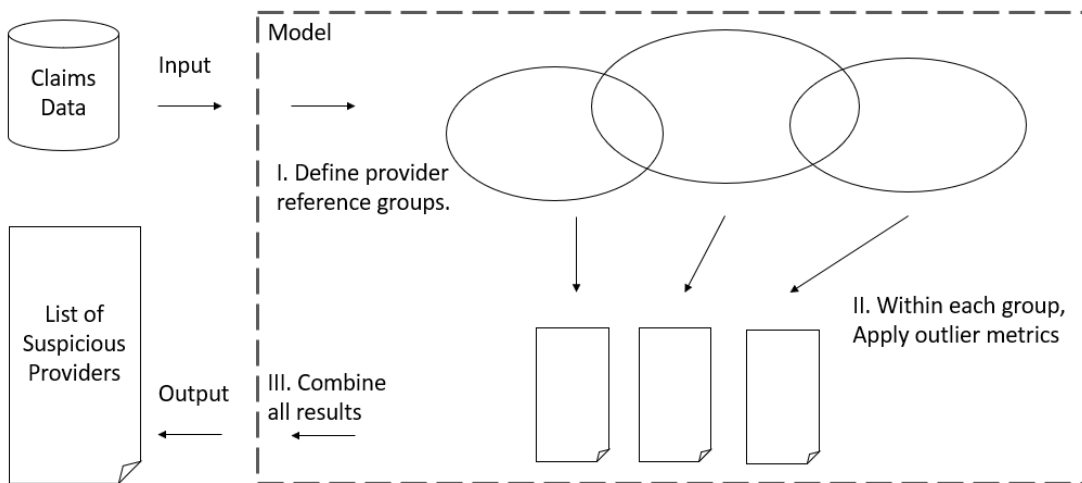 Model
Claims
Data
Input
I. Define provider
reference groups.
II. Within each group,
Apply outlier metrics
III. Combine
all results
Output
List of
Suspicious
Providers